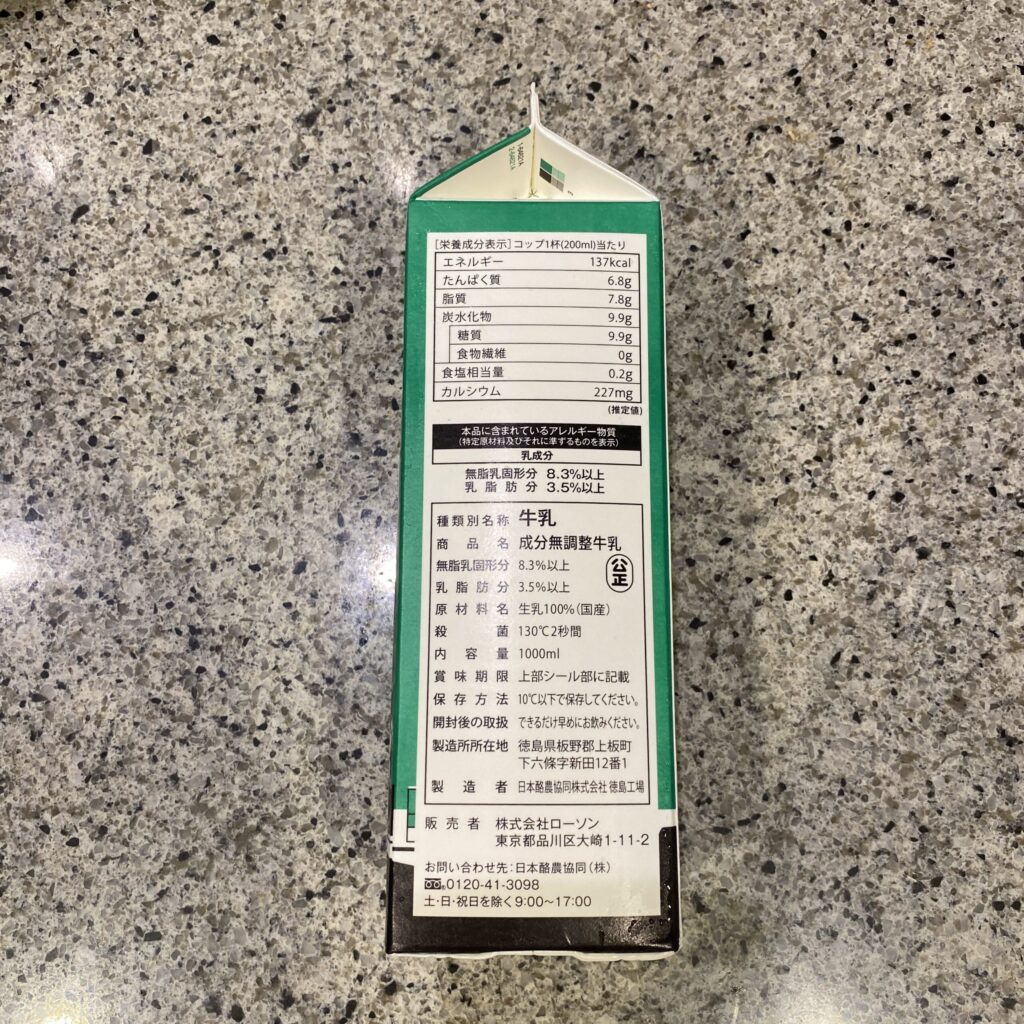 1-8482A
2-8482A
[栄養成分表示]コップ1杯(200ml)当たり
エネルギー 137kcal
たんぱく質 6.8g
脂質 7.8g
炭水化物 9.9g
糖質 9.9g
食物繊維 0g
食塩相当量 0.2g
カルシウム 227mg
(推定値)
本品に含まれているアレルギー物質
(特定原材料及びそれに準ずるものを表示)
乳成分
無脂乳固形分 8.3%以上
乳脂肪分 3.5%以上
種類別名称 牛乳
商品名 成分無調整牛乳
無脂乳固形分 8.3%以上
公正
乳脂肪分 3.5%以上
原材料名 生乳100%(国産)
殺菌 130℃2秒間
内容量 1000ml
賞味期限 上部シール部に記載
保存方法 10℃以下で保存してください。
開封後の取扱 できるだけ早めにお飲みください。
製造所所在地 徳島県板野郡上板町
下六條字新田12番1
製造者 日本酪農協同株式会社 徳島工場
販売者 株式会社ローソン
東京都品川区大崎1-11-2
お問い合わせ先:日本酪農協同(株)
0120-41-3098
土・日・祝日を除く9:00〜17:00